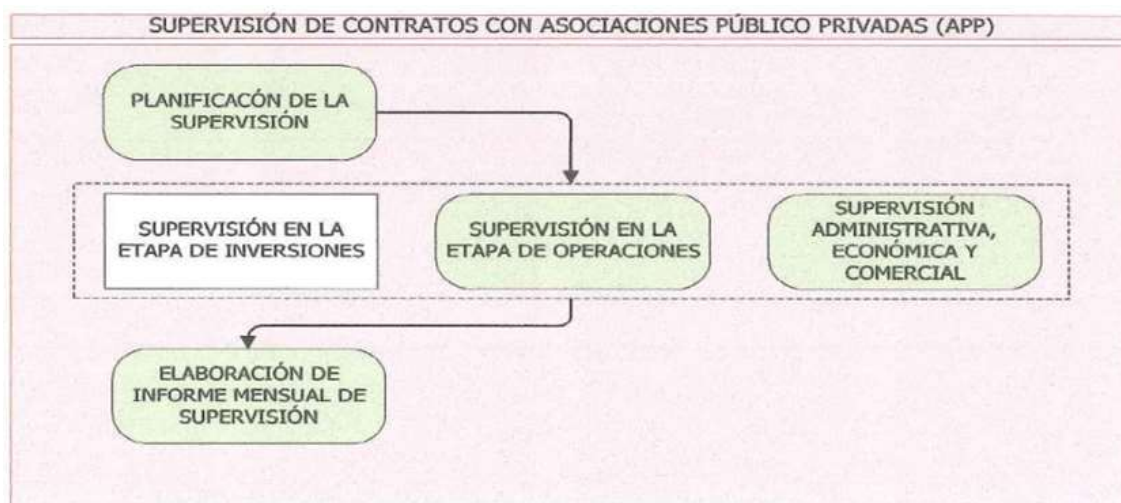 SUPERVISIÓN DE CONTRATOS CON ASOCIACIONES PÚBLICO PRIVADAS (APP)
PLANIFICACÓN DE LA
SUPERVISIÓN
SUPERVISIÓN EN LA
ETAPA DE INVERSIONES
SUPERVISIÓN EN LA
ETAPA DE OPERACIONES
SUPERVISIÓN
ADMINISTRATIVA,
ECONÓMICA Y
COMERCIAL
ELABORACIÓN DE
INFORME MENSUAL DE
SUPERVISIÓN